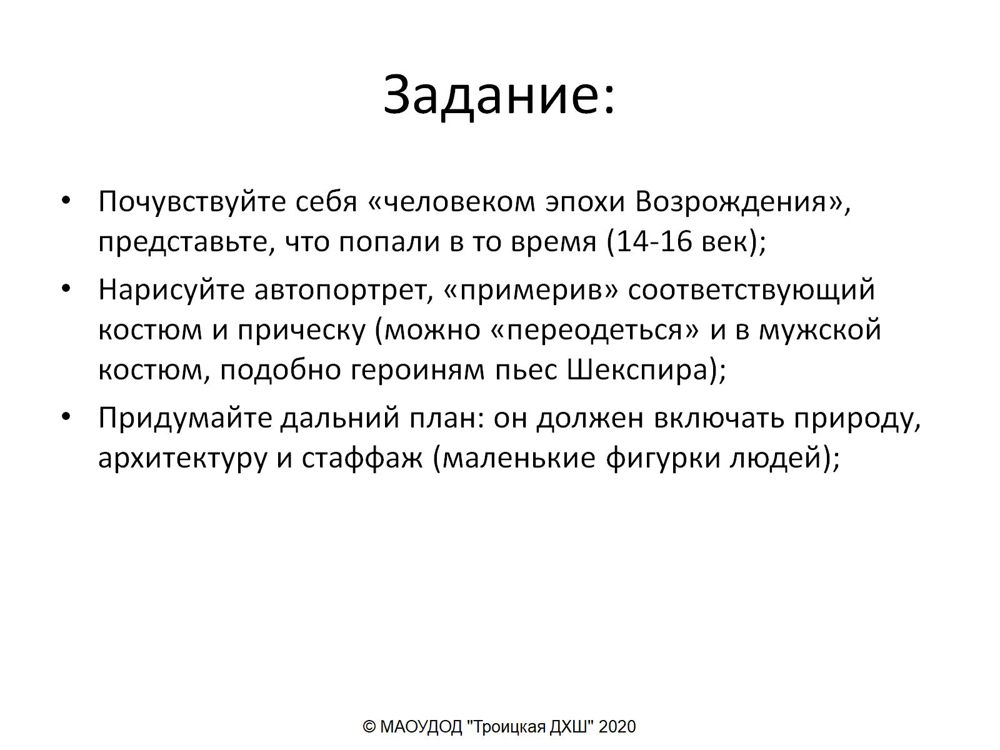 Задание:
• Почувствуйте себя «человеком эпохи Возрождения»,
представьте, что попали в то время (14-16 век);
• Нарисуйте автопортрет, «примерив» соответствующий
костюм и прическу (можно «переодеться» и в мужской
костюм, подобно героиням пьес Шекспира);
• Придумайте дальний план: он должен включать природу,
архитектуру и стаффаж (маленькие фигурки людей);
© МАОУДОД "Троицкая ДХШ" 2020